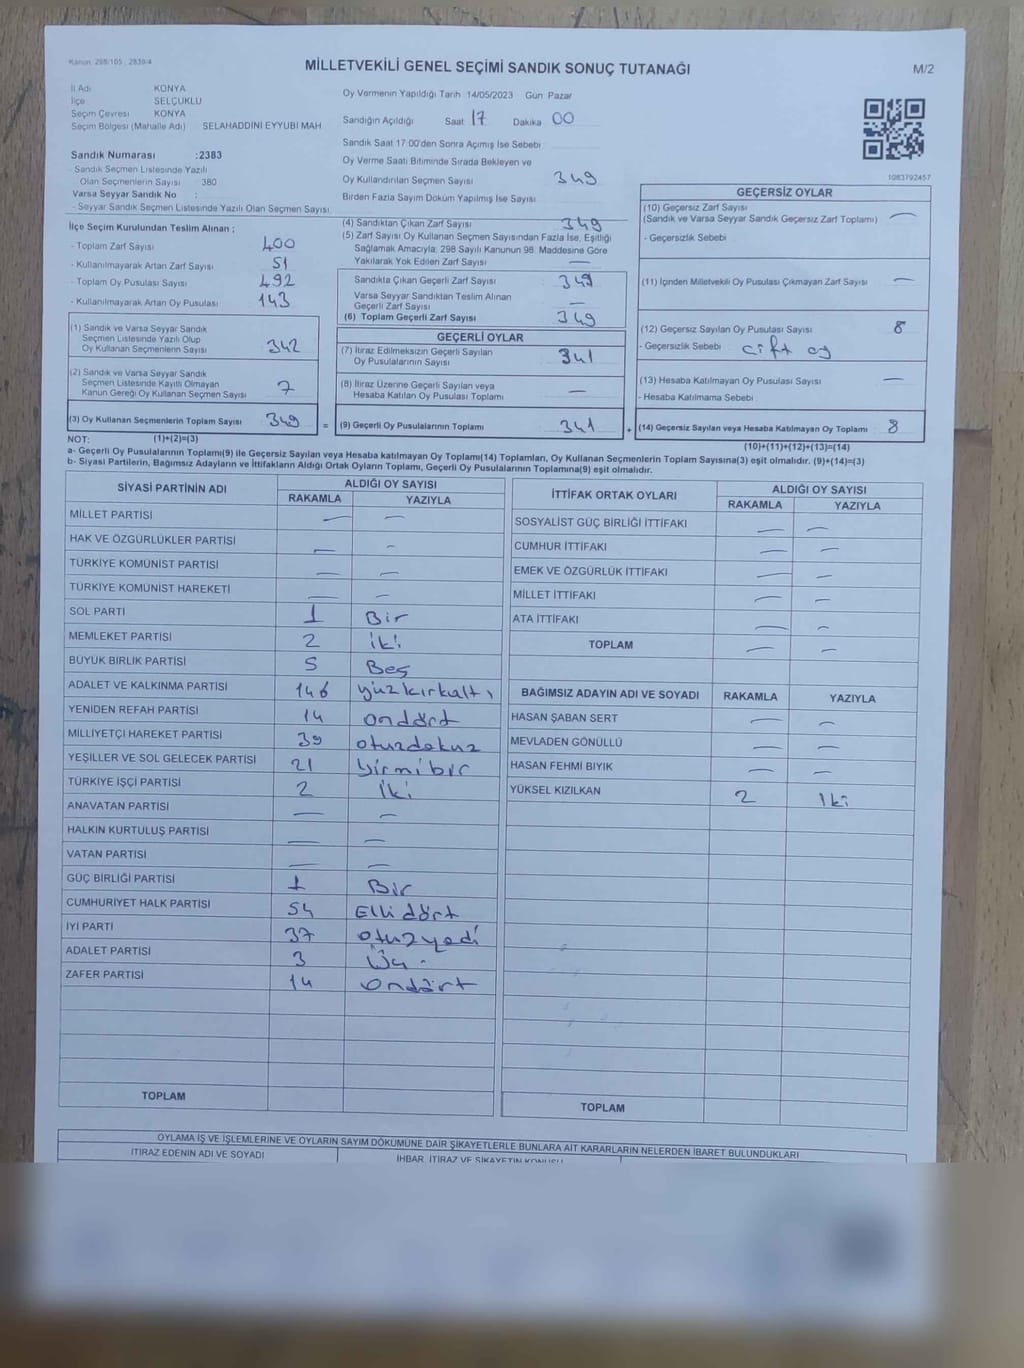 Kanun: 298/105 , 2839/4
MİLLETVEKİLİ GENEL SEÇİMİ SANDIK SONUÇ TUTANAĞI
M/2
İl Adı KONYA
İlçe SELÇUKLU
Seçim Çevresi KONYA
Seçim Bölgesi (Mahalle Adı) SELAHADDİNİ EYYUBİ MAH.
Sandık Numarası :2383
- Sandık Seçmen Listesinde Yazılı
Olan Seçmenlerin Sayısı : 380
Varsa Seyyar Sandık No :
- Seyyar Sandık Seçmen Listesinde Yazılı Olan Seçmen Sayısı:
Oy Vermenin Yapıldığı Tarih 14/05/2023 Gün Pazar
Sandığın Açıldığı Saat 17 Dakika 00
Sandık Saat 17:00'den Sonra Açımış İse Sebebi
Oy Verme Saati Bitiminde Sırada Bekleyen ve
Oy Kullandırılan Seçmen Sayısı 349
Birden Fazla Sayım Döküm Yapılmış İse Sayısı
1083792457
İlçe Seçim Kurulundan Teslim Alınan ;
- Toplam Zarf Sayısı 400
- Kullanılmayarak Artan Zarf Sayısı 51
- Toplam Oy Pusulası Sayısı 492
- Kullanılmayarak Artan Oy Pusulası 143
(1) Sandık ve Varsa Seyyar Sandık
Seçmen Listesinde Yazılı Olup
Oy Kullanan Seçmenlerin Sayısı 342
(2) Sandık ve Varsa Seyyar Sandık
Seçmen Listesinde Kayıtlı Olmayan
Kanun Gereği Oy Kullanan Seçmen Sayısı 7
(3) Oy Kullanan Seçmenlerin Toplam Sayısı 349 =
(4) Sandıktan Çıkan Zarf Sayısı 349
(5) Zarf Sayısı Oy Kullanan Seçmen Sayısından Fazla İse, Eşitliği
Sağlamak Amacıyla; 298 Sayılı Kanunun 98. Maddesine Göre
Yakılarak Yok Edilen Zarf Sayısı —
Sandıkta Çıkan Geçerli Zarf Sayısı 349
Varsa Seyyar Sandıktan Teslim Alınan
Geçerli Zarf Sayısı —
(6) Toplam Geçerli Zarf Sayısı 349
GEÇERLİ OYLAR
(7) İtiraz Edilmeksizin Geçerli Sayılan
Oy Pusulalarının Sayısı 341
(8) İtiraz Üzerine Geçerli Sayılan veya
Hesaba Katılan Oy Pusulası Toplamı —
(9) Geçerli Oy Pusulalarının Toplamı 341 +
GEÇERSİZ OYLAR
(10) Geçersiz Zarf Sayısı
(Sandık ve Varsa Seyyar Sandık Geçersiz Zarf Toplamı) —
- Geçersizlik Sebebi
(11) İçinden Milletvekili Oy Pusulası Çıkmayan Zarf Sayısı —
(12) Geçersiz Sayılan Oy Pusulası Sayısı 8
- Geçersizlik Sebebi çift oy
(13) Hesaba Katılmayan Oy Pusulası Sayısı —
- Hesaba Katılmama Sebebi
(14) Geçersiz Sayılan veya Hesaba Katılmayan Oy Toplamı 8
NOT: (1)+(2)=(3) (10)+(11)+(12)+(13)=(14)
a- Geçerli Oy Pusulalarının Toplamı(9) ile Geçersiz Sayılan veya Hesaba katılmayan Oy Toplamı(14) Toplamları, Oy Kullanan Seçmenlerin Toplam Sayısına(3) eşit olmalıdır. (9)+(14)=(3)
b- Siyasi Partilerin, Bağımsız Adayların ve İttifakların Aldığı Ortak Oyların Toplamı, Geçerli Oy Pusulalarının Toplamına(9) eşit olmalıdır.
SİYASİ PARTİNİN ADI ALDIĞI OY SAYISI
RAKAMLA YAZIYLA
MİLLET PARTİSİ — —
HAK VE ÖZGÜRLÜKLER PARTİSİ — —
TÜRKİYE KOMÜNİST PARTİSİ — —
TÜRKİYE KOMÜNİST HAREKETİ — —
SOL PARTİ 1 Bir
MEMLEKET PARTİSİ 2 iki
BÜYÜK BİRLİK PARTİSİ 5 Beş
ADALET VE KALKINMA PARTİSİ 146 yüzkırkaltı
YENİDEN REFAH PARTİSİ 14 ondört
MİLLİYETÇİ HAREKET PARTİSİ 39 otuzdokuz
YEŞİLLER VE SOL GELECEK PARTİSİ 21 yirmibir
TÜRKİYE İŞÇİ PARTİSİ 2 iki
ANAVATAN PARTİSİ — —
HALKIN KURTULUŞ PARTİSİ — —
VATAN PARTİSİ — —
GÜÇ BİRLİĞİ PARTİSİ 1 Bir
CUMHURİYET HALK PARTİSİ 54 Elli dört
İYİ PARTİ 37 otuzyedi
ADALET PARTİSİ 3 Üç
ZAFER PARTİSİ 14 ondört
TOPLAM
İTTİFAK ORTAK OYLARI ALDIĞI OY SAYISI
RAKAMLA YAZIYLA
SOSYALİST GÜÇ BİRLİĞİ İTTİFAKI — —
CUMHUR İTTİFAKI — —
EMEK VE ÖZGÜRLÜK İTTİFAKI — —
MİLLET İTTİFAKI — —
ATA İTTİFAKI — —
TOPLAM — —
BAĞIMSIZ ADAYIN ADI VE SOYADI RAKAMLA YAZIYLA
HASAN ŞABAN SERT — —
MEVLADEN GÖNÜLLÜ — —
HASAN FEHMİ BIYIK — —
YÜKSEL KIZILKAN 2 iki
TOPLAM
OYLAMA İŞ VE İŞLEMLERİNE VE OYLARIN SAYIM DÖKÜMÜNE DAİR ŞİKAYETLERLE BUNLARA AİT KARARLARIN NELERDEN İBARET BULUNDUKLARI
İTİRAZ EDENİN ADI VE SOYADI
İHBAR, İTİRAZ VE ŞİKAYETİN KONUSU